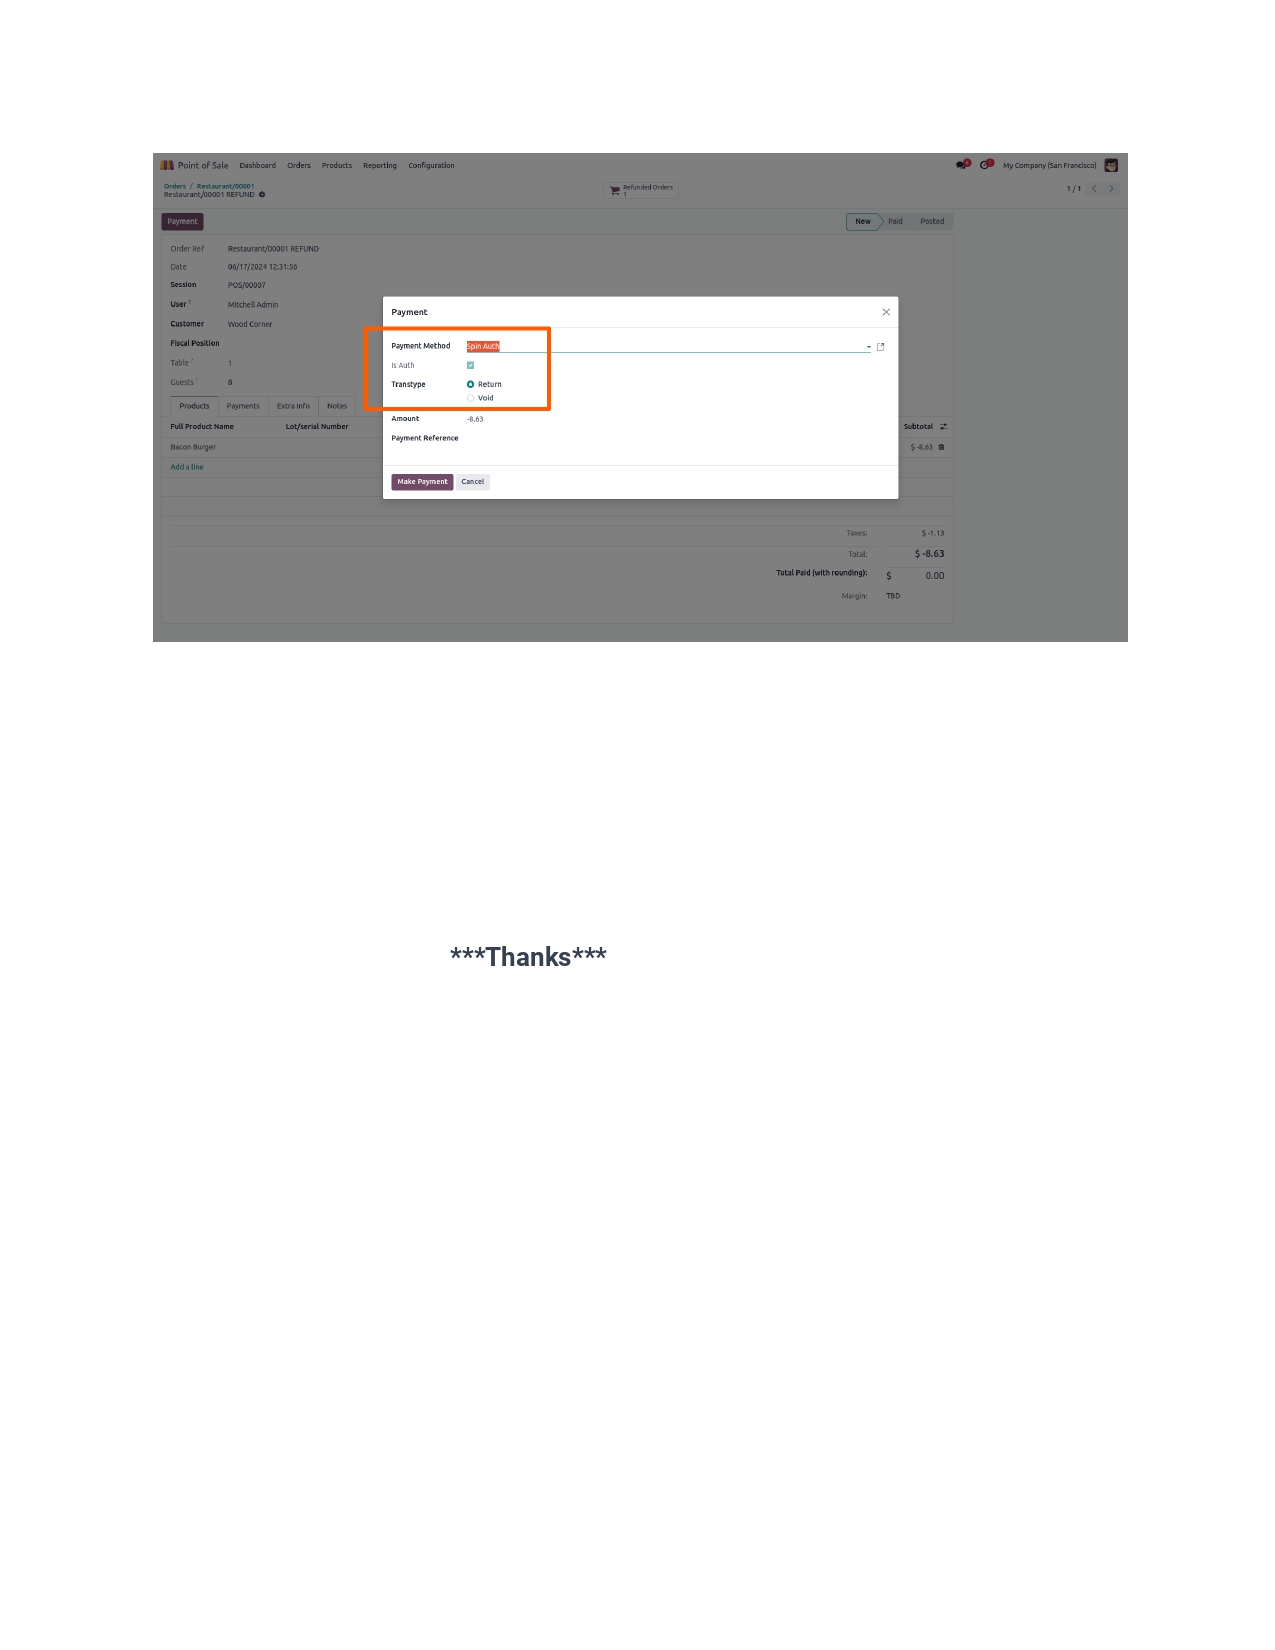 Point of Sale Dashboard Orders Products Reporting Configuration My Company (San Francisco)
Orders / Restaurant/00001
Restaurant/00001 REFUND
Refunded Orders
1
1 / 1
Payment
New Paid Posted
Order Ref Restaurant/00001 REFUND
Date 06/17/2024 12:31:56
Session POS/00007
User ? Mitchell Admin
Customer Wood Corner
Fiscal Position
Table ? 1
Guests ? 8
Products Payments Extra Info Notes
Full Product Name Lot/serial Number Subtotal
Bacon Burger $ -8.63
Add a line
Payment
Payment Method Spin Auth
Is Auth
Transtype Return
Void
Amount -8.63
Payment Reference
Make Payment Cancel
Taxes: $ -1.13
Total: $ -8.63
Total Paid (with rounding): $ 0.00
Margin: TBD
***Thanks***